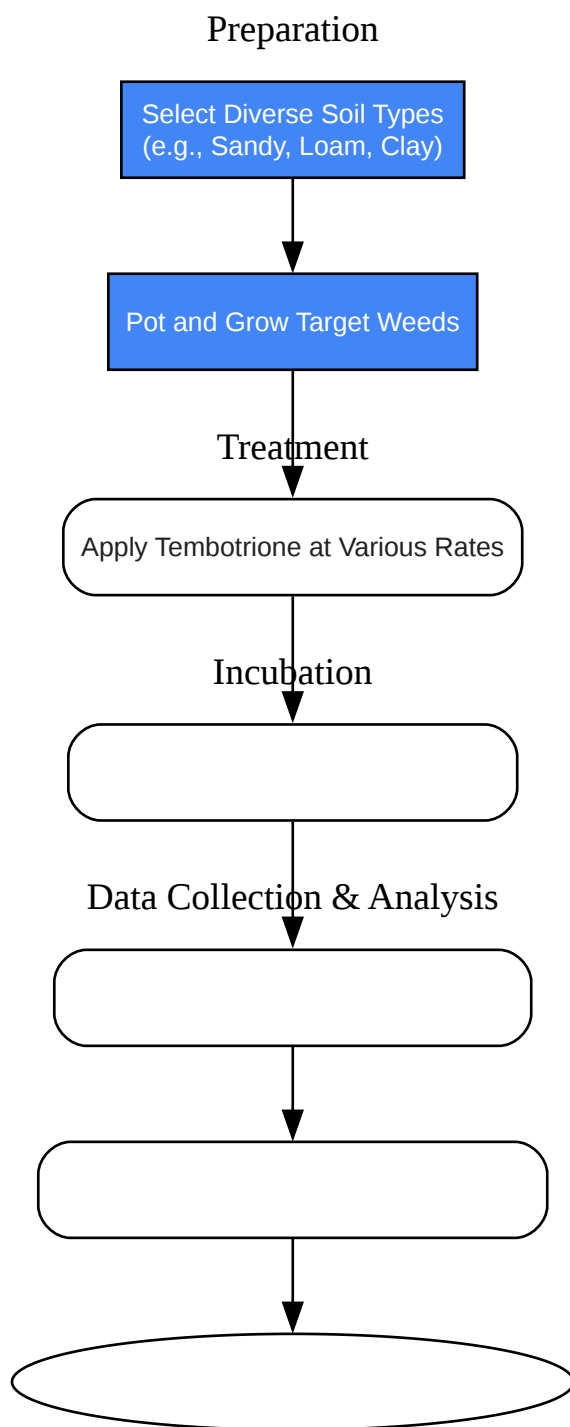 Preparation
Select Diverse Soil Types
(e.g., Sandy, Loam, Clay)
Pot and Grow Target Weeds
Treatment
Apply Tembotrione at Various Rates
Incubation
Data Collection & Analysis